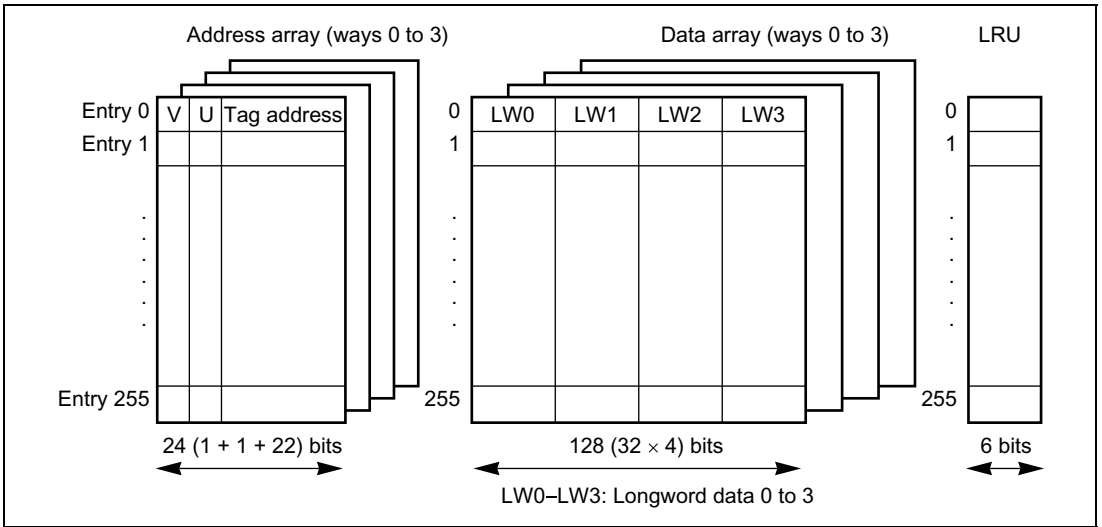 Address array (ways 0 to 3) Data array (ways 0 to 3) LRU
Entry 0 V U Tag address 0 LW0 LW1 LW2 LW3 0
Entry 1 1 1
. . .
. . .
. . .
. . .
. . .
. . .
Entry 255 255 255
24 (1 + 1 + 22) bits 128 (32 × 4) bits 6 bits
LW0–LW3: Longword data 0 to 3